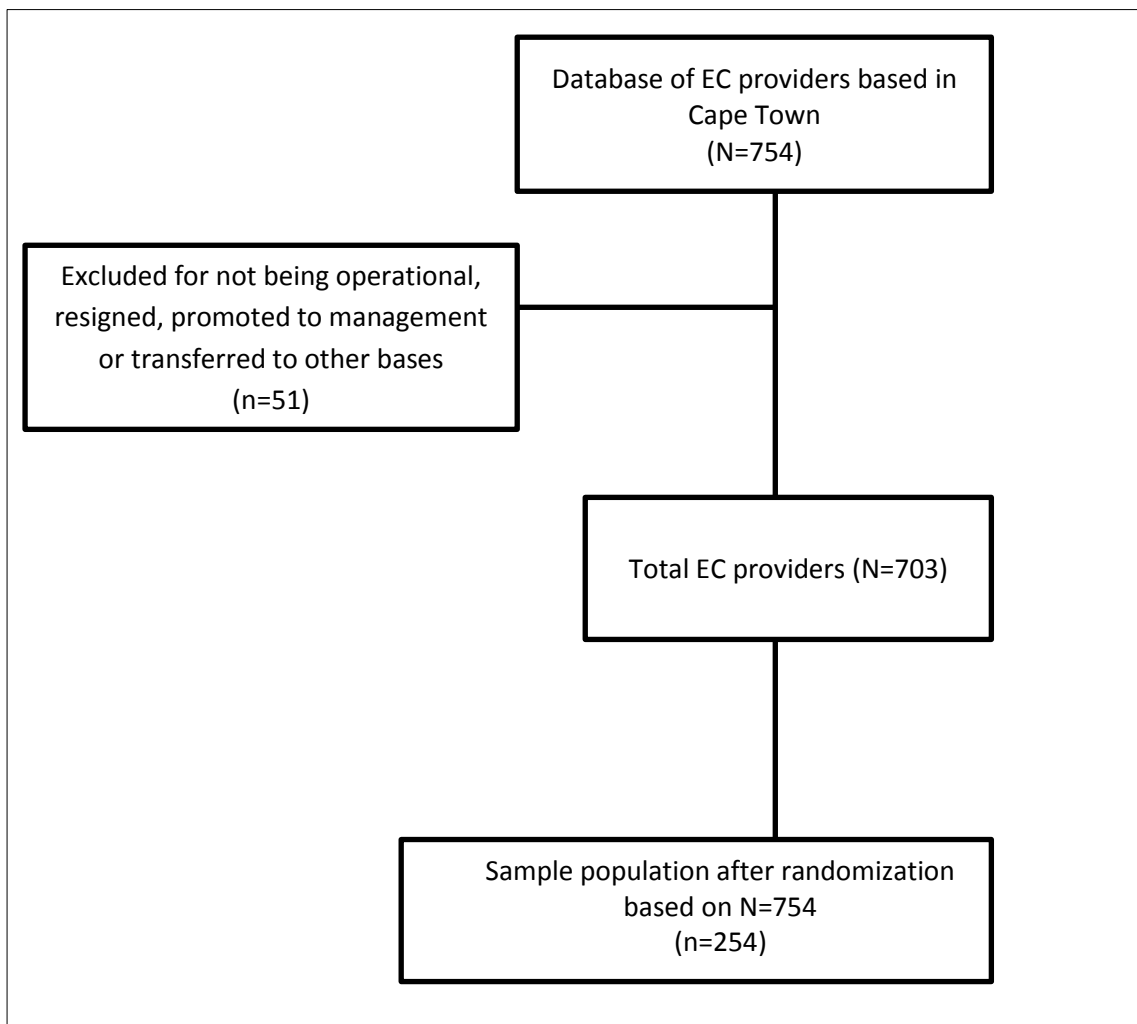 Database of EC providers based in
Cape Town
(N=754)
Excluded for not being operational,
resigned, promoted to management
or transferred to other bases
(n=51)
Total EC providers (N=703)
Sample population after randomization
based on N=754
(n=254)